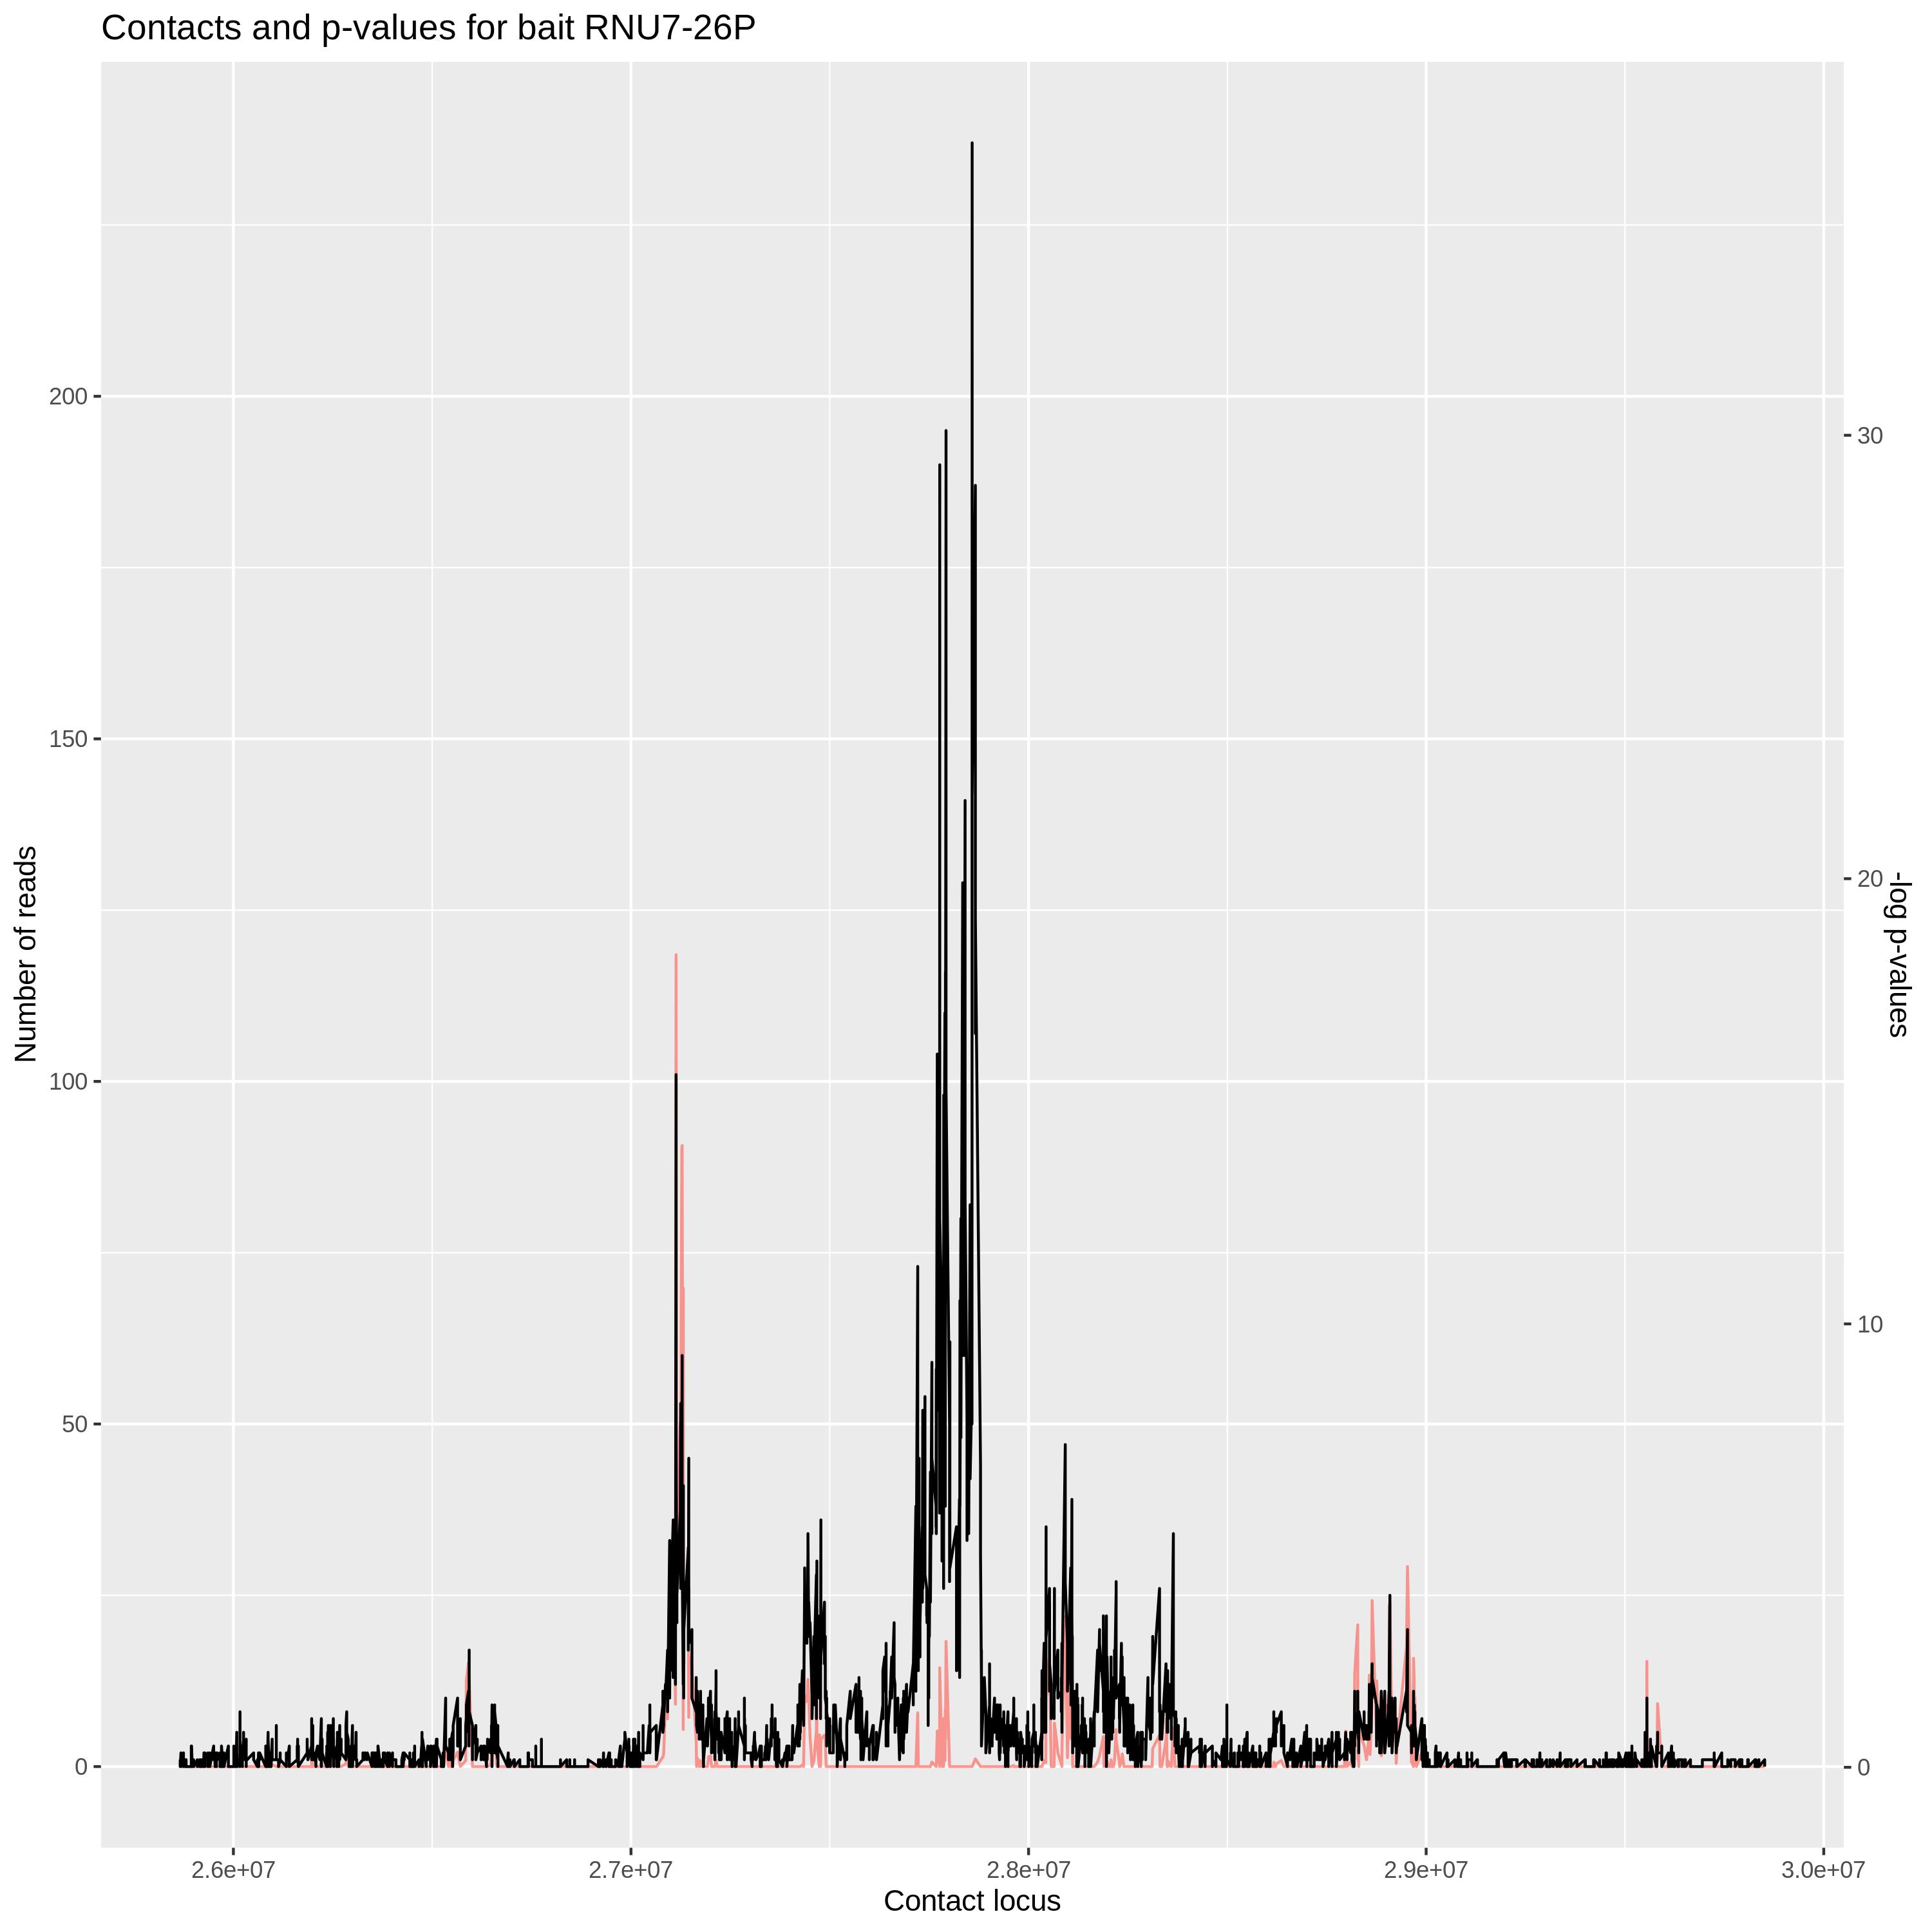 Contacts and p-values for bait RNU7-26P
Number of reads
200
150
100
50
0
30
20
10
0
-log p-values
2.6e+07
2.7e+07
2.8e+07
2.9e+07
3.0e+07
Contact locus